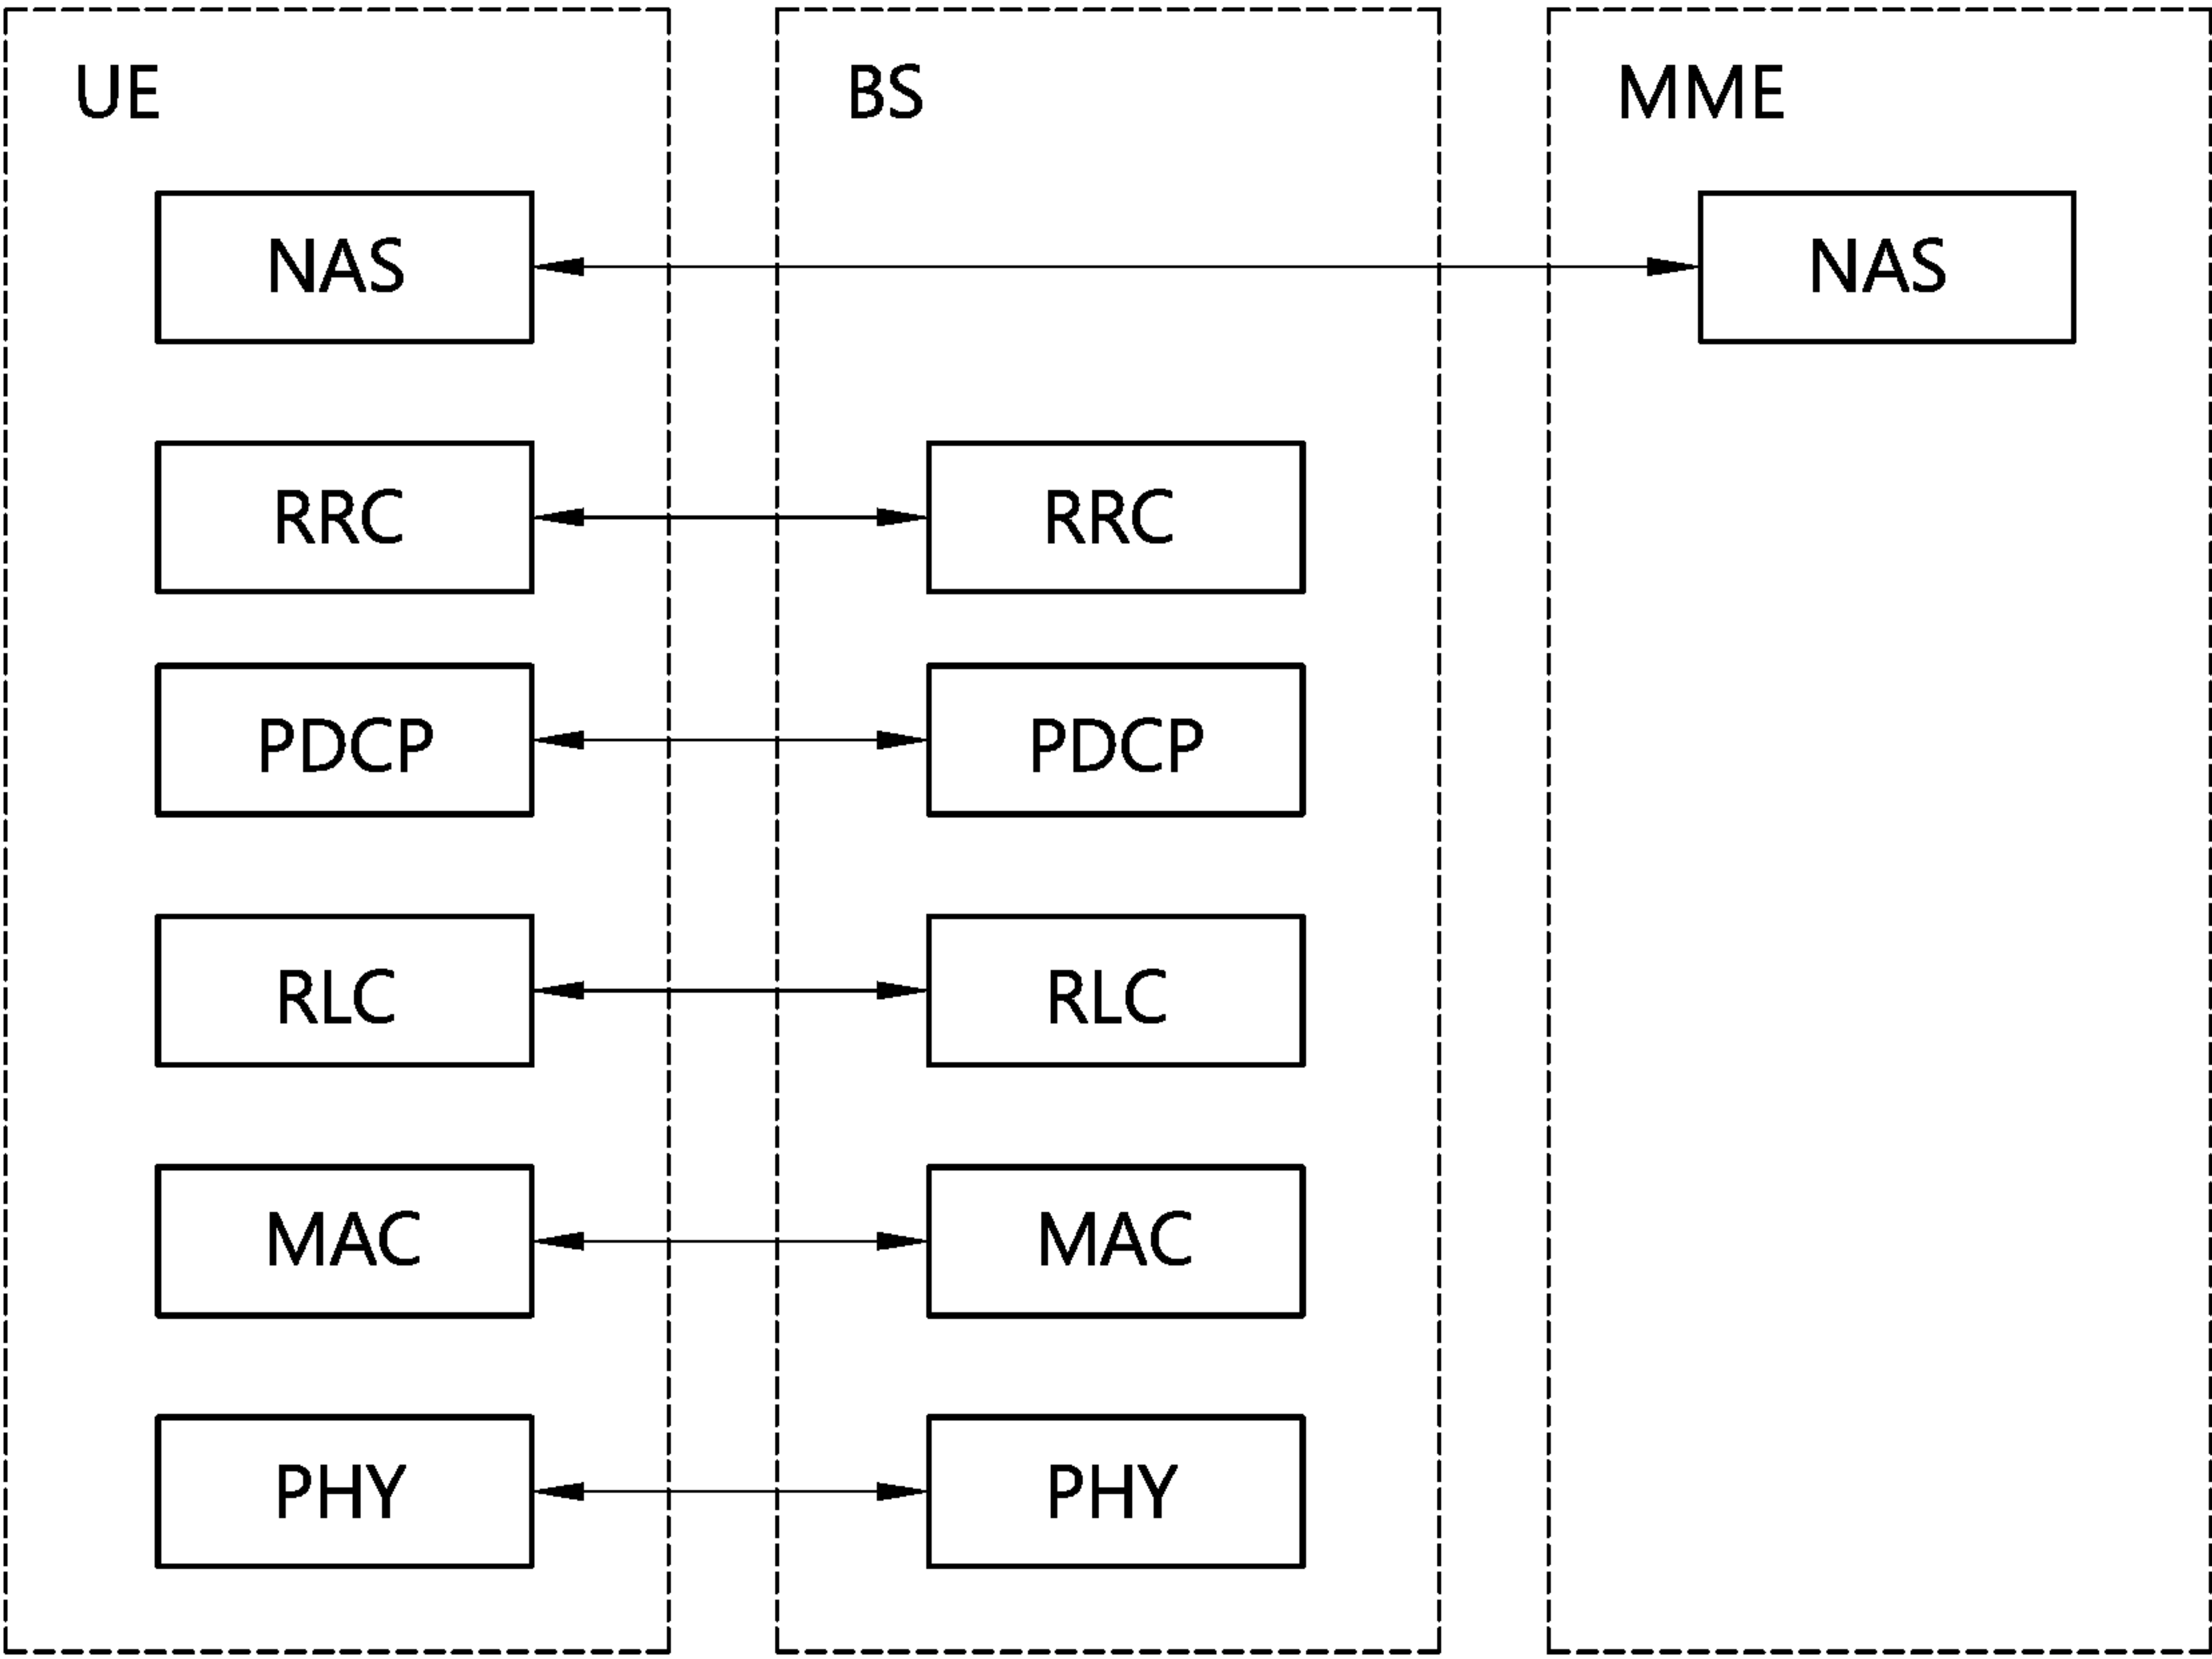 UE BS MME
NAS NAS
RRC RRC
PDCP PDCP
RLC RLC
MAC MAC
PHY PHY